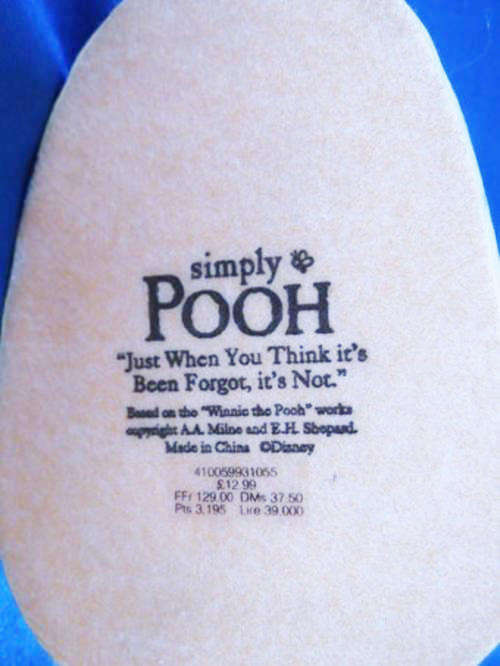 simply
POOH
"Just When You Think it's
Been Forgot, it's Not."
Based on the "Winnie the Pooh" works
copyright A.A. Milne and E.H. Shepard.
Made in China ©Disney
410059931055
£12.99
FFr 129.00 DMs 37.50
Pts 3,195 Lire 39.000